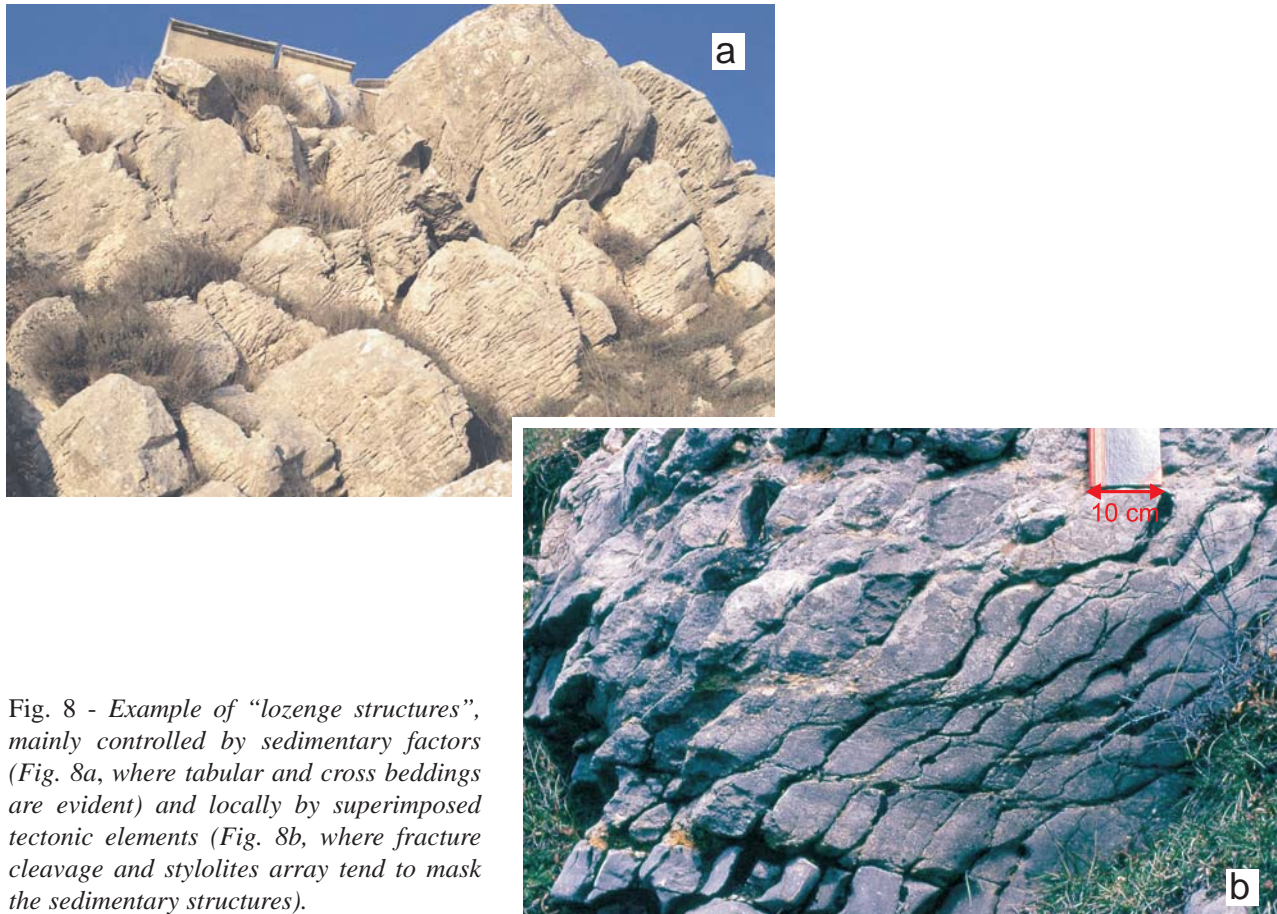 a
10 cm
b
Fig. 8 - Example of “lozenge structures”,
mainly controlled by sedimentary factors
(Fig. 8a, where tabular and cross beddings
are evident) and locally by superimposed
tectonic elements (Fig. 8b, where fracture
cleavage and stylolites array tend to mask
the sedimentary structures).